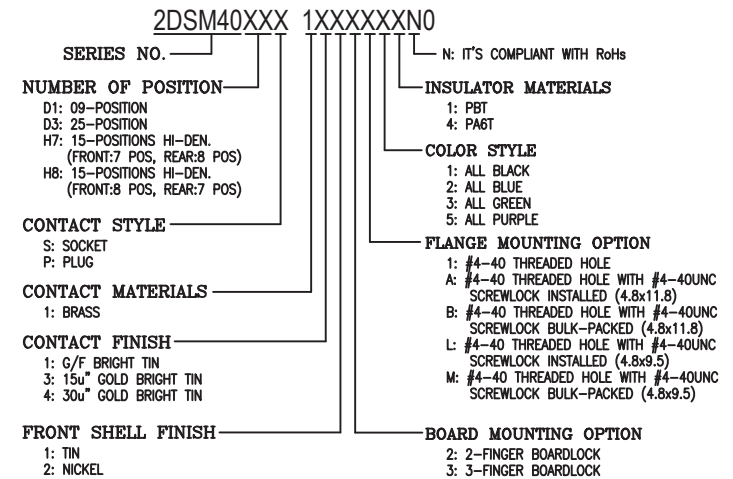 2DSM40XXX 1XXXXXXN0
SERIES NO.
NUMBER OF POSITION
D1: 09-POSITION
D3: 25-POSITION
H7: 15-POSITIONS HI-DEN.
(FRONT:7 POS, REAR:8 POS)
H8: 15-POSITIONS HI-DEN.
(FRONT:8 POS, REAR:7 POS)
CONTACT STYLE
S: SOCKET
P: PLUG
CONTACT MATERIALS
1: BRASS
CONTACT FINISH
1: G/F BRIGHT TIN
3: 15u" GOLD BRIGHT TIN
4: 30u" GOLD BRIGHT TIN
FRONT SHELL FINISH
1: TIN
2: NICKEL
N: IT'S COMPLIANT WITH RoHs
INSULATOR MATERIALS
1: PBT
4: PA6T
COLOR STYLE
1: ALL BLACK
2: ALL BLUE
3: ALL GREEN
5: ALL PURPLE
FLANGE MOUNTING OPTION
1: #4-40 THREADED HOLE
A: #4-40 THREADED HOLE WITH #4-40UNC
SCREWLOCK INSTALLED (4.8x11.8)
B: #4-40 THREADED HOLE WITH #4-40UNC
SCREWLOCK BULK-PACKED (4.8x11.8)
L: #4-40 THREADED HOLE WITH #4-40UNC
SCREWLOCK INSTALLED (4.8x9.5)
M: #4-40 THREADED HOLE WITH #4-40UNC
SCREWLOCK BULK-PACKED (4.8x9.5)
BOARD MOUNTING OPTION
2: 2-FINGER BOARDLOCK
3: 3-FINGER BOARDLOCK